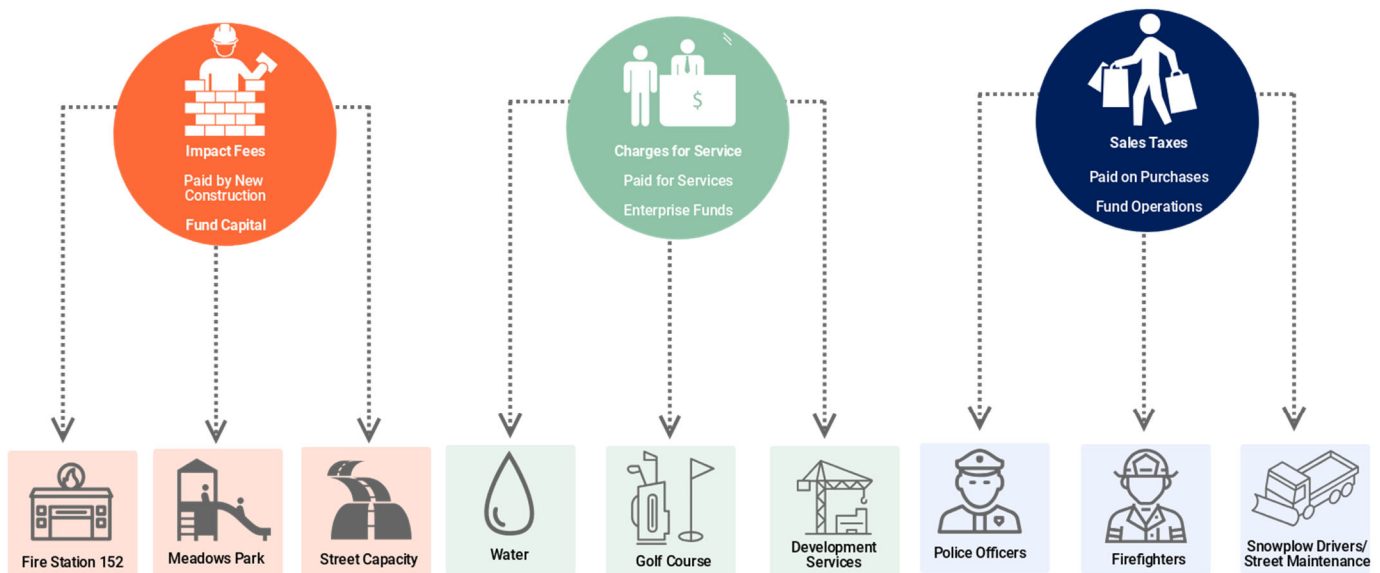 Impact Fees
Paid by New
Construction
Fund Capital
$
Charges for Service
Paid for Services
Enterprise Funds
Sales Taxes
Paid on Purchases
Fund Operations
Fire Station 152
Meadows Park
Street Capacity
Water
Golf Course
Development
Services
Police Officers
Firefighters
Snowplow Drivers/
Street Maintenance